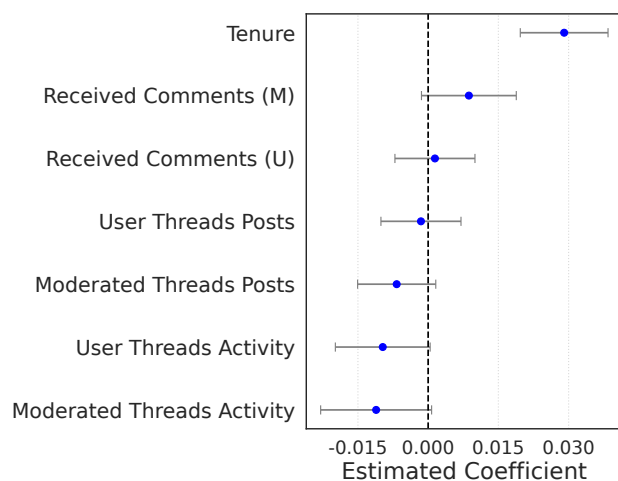 Tenure
Received Comments (M)
Received Comments (U)
User Threads Posts
Moderated Threads Posts
User Threads Activity
Moderated Threads Activity
-0.015 0.000 0.015 0.030
Estimated Coefficient